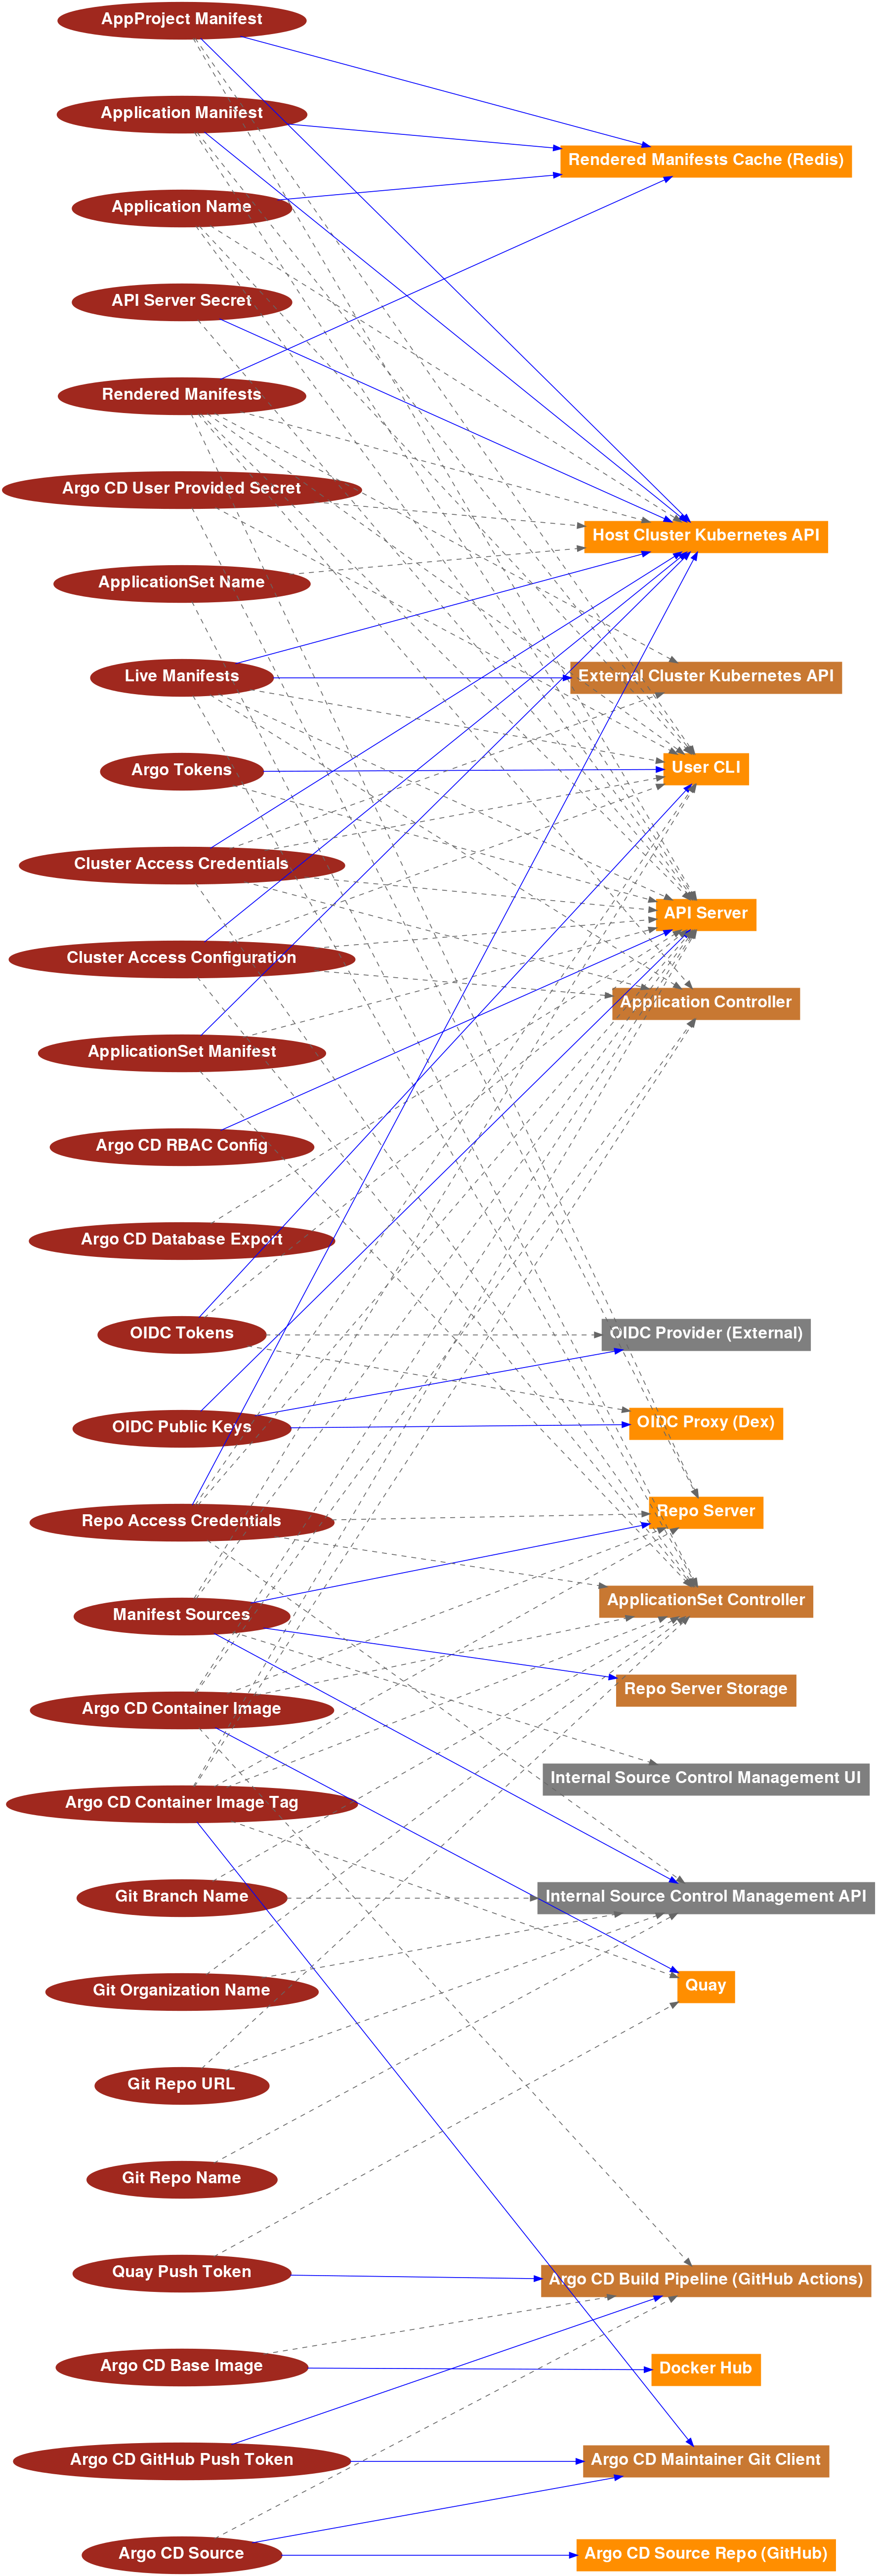 AppProject Manifest
Application Manifest
Rendered Manifests Cache (Redis)
Application Name
API Server Secret
Rendered Manifests
Argo CD User Provided Secret
Host Cluster Kubernetes API
ApplicationSet Name
Live Manifests
External Cluster Kubernetes API
Argo Tokens
User CLI
Cluster Access Credentials
API Server
Cluster Access Configuration
Application Controller
ApplicationSet Manifest
Argo CD RBAC Config
Argo CD Database Export
OIDC Tokens
OIDC Provider (External)
OIDC Public Keys
OIDC Proxy (Dex)
Repo Access Credentials
Repo Server
Manifest Sources
ApplicationSet Controller
Repo Server Storage
Argo CD Container Image
Internal Source Control Management UI
Argo CD Container Image Tag
Git Branch Name
Internal Source Control Management API
Quay
Git Organization Name
Git Repo URL
Git Repo Name
Quay Push Token
Argo CD Build Pipeline (GitHub Actions)
Argo CD Base Image
Docker Hub
Argo CD GitHub Push Token
Argo CD Maintainer Git Client
Argo CD Source
Argo CD Source Repo (GitHub)